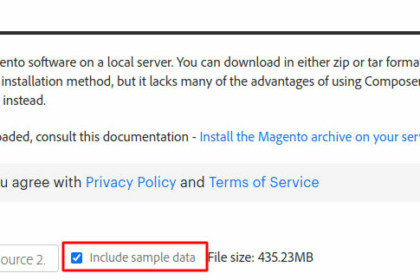 ento software on a local server. You can download in either zip or tar forma
installation method, but it lacks many of the advantages of using Compose
instead.
oaded, consult this documentation - Install the Magento archive on your serv
u agree with Privacy Policy and Terms of Service
ource 2. Include sample data File size: 435.23MB